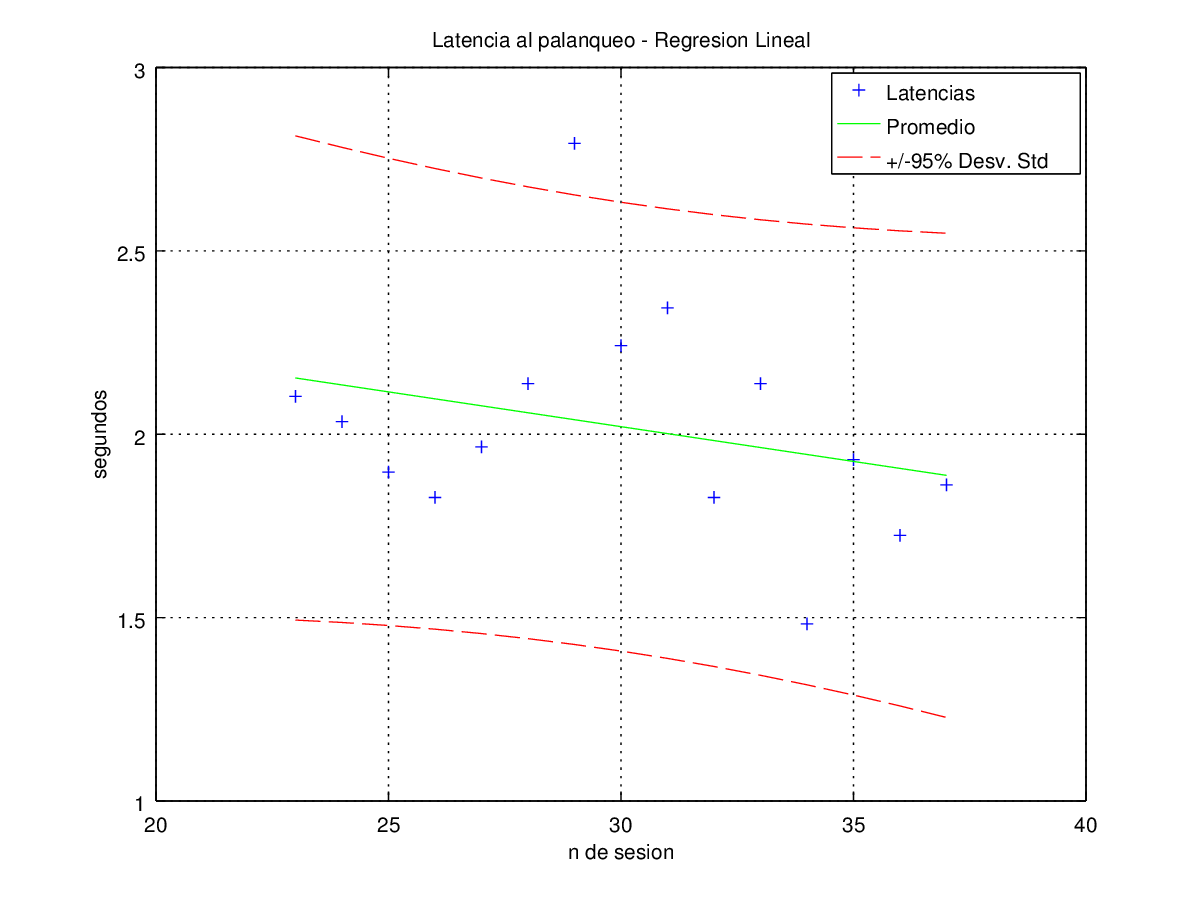 Latencia al palanqueo - Regresion Lineal
Latencias
Promedio
+/-95% Desv. Std
segundos
3
2.5
2
1.5
1
20 25 30 35 40
n de sesion